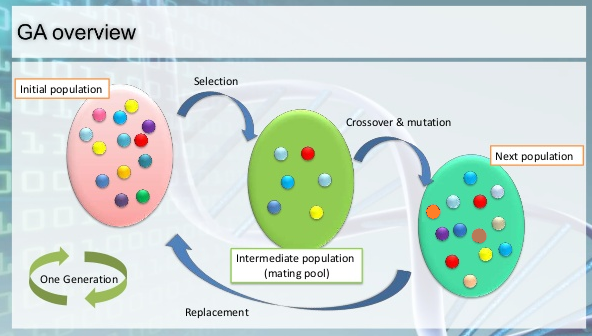 GA overview
Initial population
Selection
Crossover & mutation
Next population
Intermediate population
(mating pool)
One Generation
Replacement